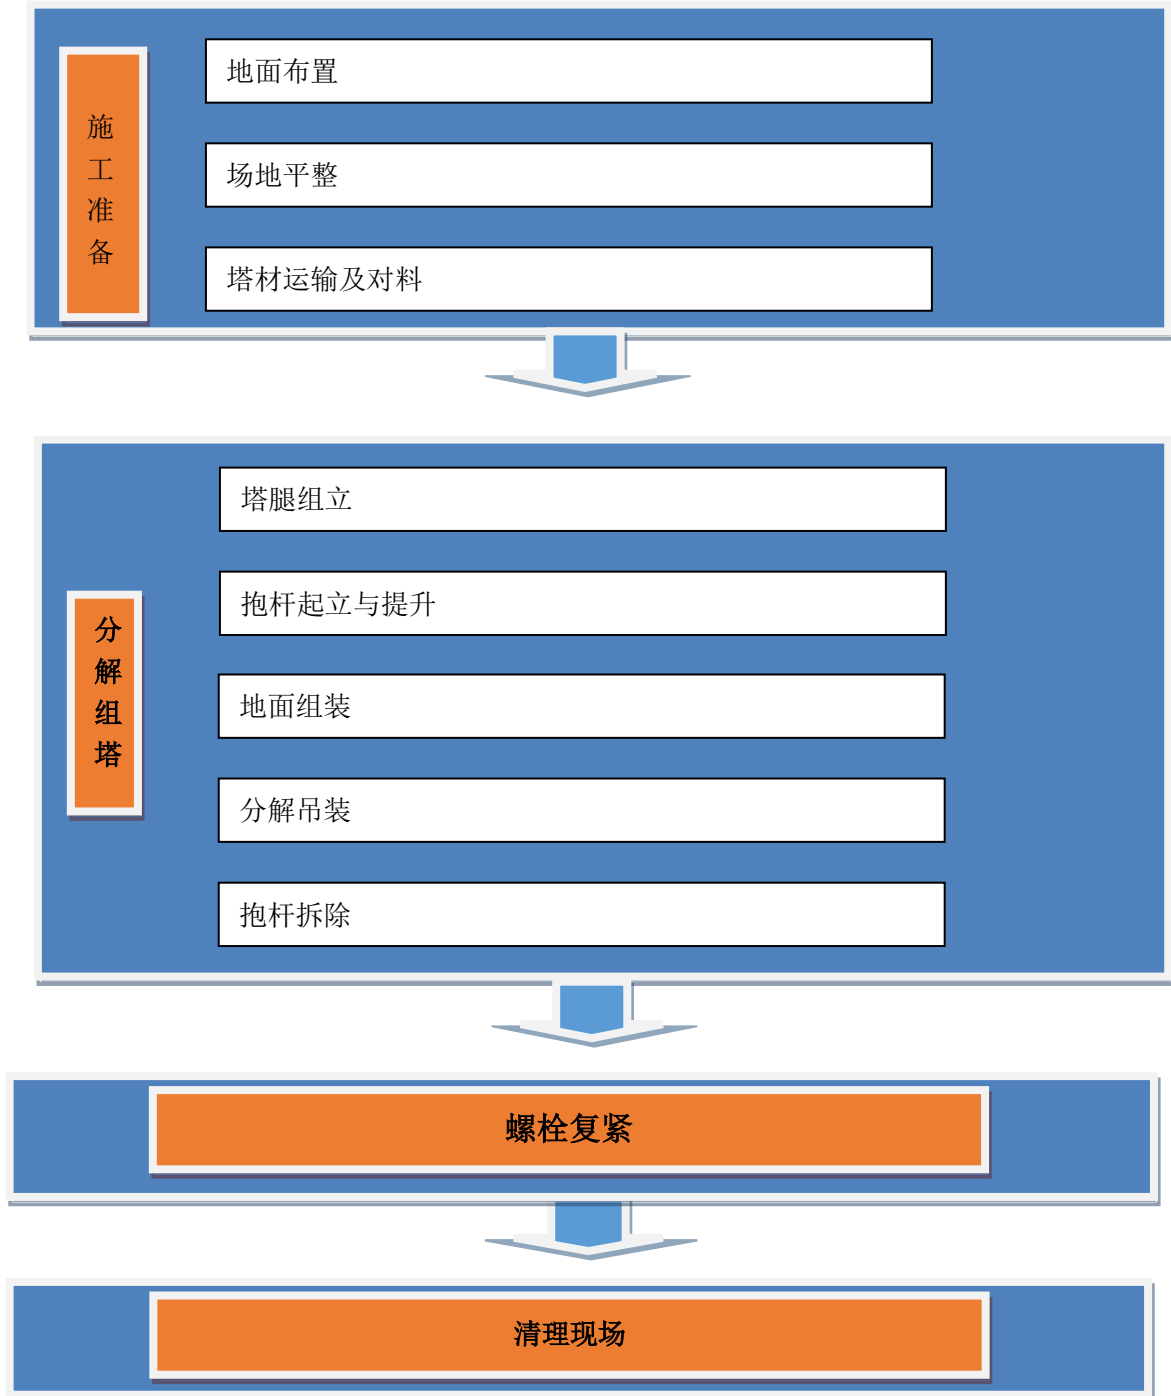 施工准备
地面布置
场地平整
塔材运输及对料
分解组塔
塔腿组立
抱杆起立与提升
地面组装
分解吊装
抱杆拆除
螺栓复紧
清理现场